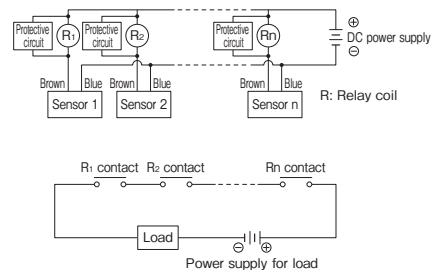 Protective circuit R1 Protective circuit R2 Protective circuit Rn ⊕ DC power supply ⊖
Brown Blue Brown Blue Brown Blue
Sensor 1 Sensor 2 Sensor n R: Relay coil
R1 contact R2 contact Rn contact
Load ⊖ ⊕
Power supply for load